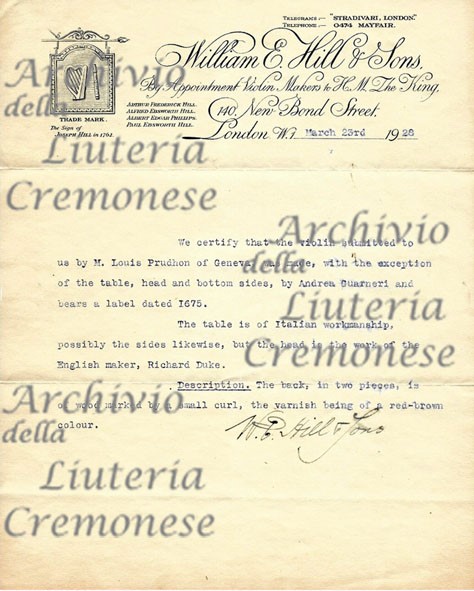 TELEGRAMS:- "STRADIVARI, LONDON."
TELEPHONE:- 0474 MAYFAIR.
William E. Hill & Sons,
By Appointment Violin Makers to H.M. The King.
ARTHUR FREDERICK HILL.
ALFRED EBSWORTH HILL.
ALBERT EDGAR PHILLIPS.
PAUL EBSWORTH HILL.
140, New Bond Street,
London W.1 March 23rd 1928
TRADE MARK.
The Sign of
JOSEPH HILL in 1762.
We certify that the violin submitted to
us by M. Louis Prudhon of Geneva was made, with the exception
of the table, head and bottom sides, by Andrea Guarneri and
bears a label dated 1675.
The table is of Italian workmanship,
possibly the sides likewise, but the head is the work of the
English maker, Richard Duke.
Description. The back, in two pieces, is
of wood marked by a small curl, the varnish being of a red-brown
colour.
W. E. Hill & Sons
Archivio
della
Liuteria
Cremonese
Archivio
della
Liuteria
Cremonese
Archivio
della
Liuteria
Cremonese